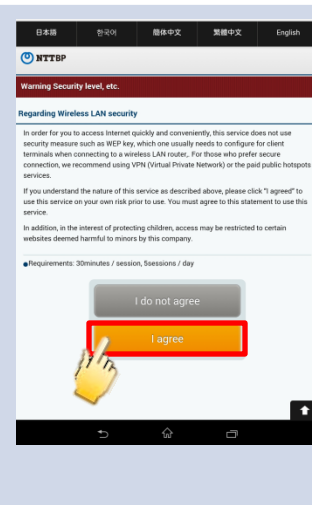 日本語 한국어 簡体中文 繁體中文 English
NTTBP
Warning Security level, etc.
Regarding Wireless LAN security
In order for you to access Internet quickly and conveniently, this service does not use
security measure such as WEP key, which one usually needs to configure for client
terminals when connecting to a wireless LAN router,. For those who prefer secure
connection, we recommend using VPN (Virtual Private Network) or the paid public hotspots
services.
If you understand the nature of this service as described above, please click "I agreed" to
use this service on your own risk prior to use. You must agree to this statement to use this
service.
In addition, in the interest of protecting children, access may be restricted to certain
websites deemed harmful to minors by this company.
●Requirements: 30minutes / session, 5sessions / day
I do not agree
I agree